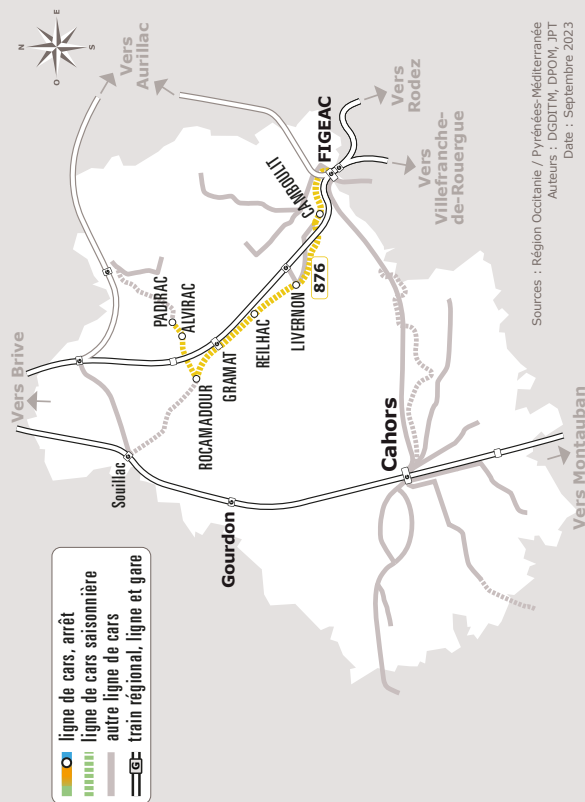 ligne de cars, arrêt
ligne de cars saisonnière
autre ligne de cars
G train régional, ligne et gare
Vers Brive
N
E
S
O
Vers
Aurillac
Souillac
PADIRAC
ALVIRAC
ROCAMADOUR
GRAMAT
REILHAC
LIVERNON
876
CAMBOULIT
FIGEAC
Gourdon
Cahors
Vers
Rodez
Vers
Villefranche-
de-Rouergue
Vers Montauban
Sources : Région Occitanie / Pyrénées-Méditerranée
Auteurs : DGDITM, DPOM, JPT
Date : Septembre 2023